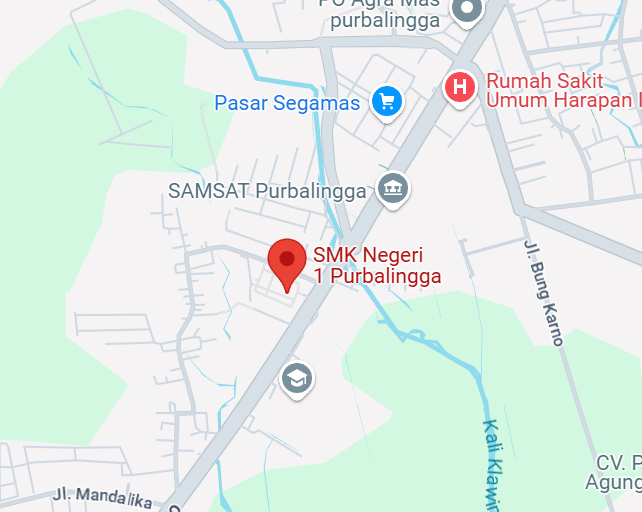 PO Agra Mas
purbalingga
Rumah Sakit
Umum Harapan
Pasar Segamas
SAMSAT Purbalingga
SMK Negeri
1 Purbalingga
Jl. Bung Karno
Kali Klawin
CV. P
Agung
Jl. Mandalika